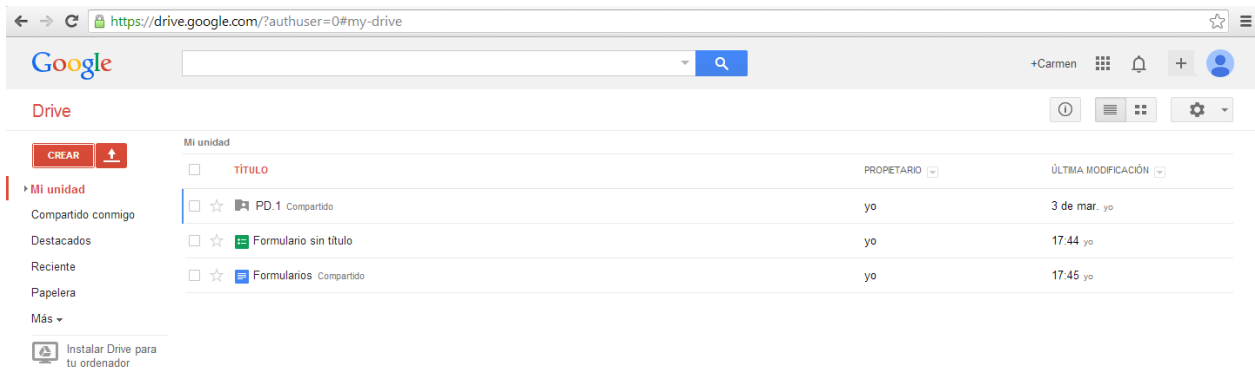 https://drive.google.com/?authuser=0#my-drive
Google
+Carmen
Drive
CREAR
Mi unidad
TÍTULO PROPIETARIO ÚLTIMA MODIFICACIÓN
Mi unidad
Compartido conmigo
Destacados
Reciente
Papelera
Más
Instalar Drive para
tu ordenador
PD.1 Compartido yo 3 de mar. yo
Formulario sin título yo 17:44 yo
Formularios Compartido yo 17:45 yo